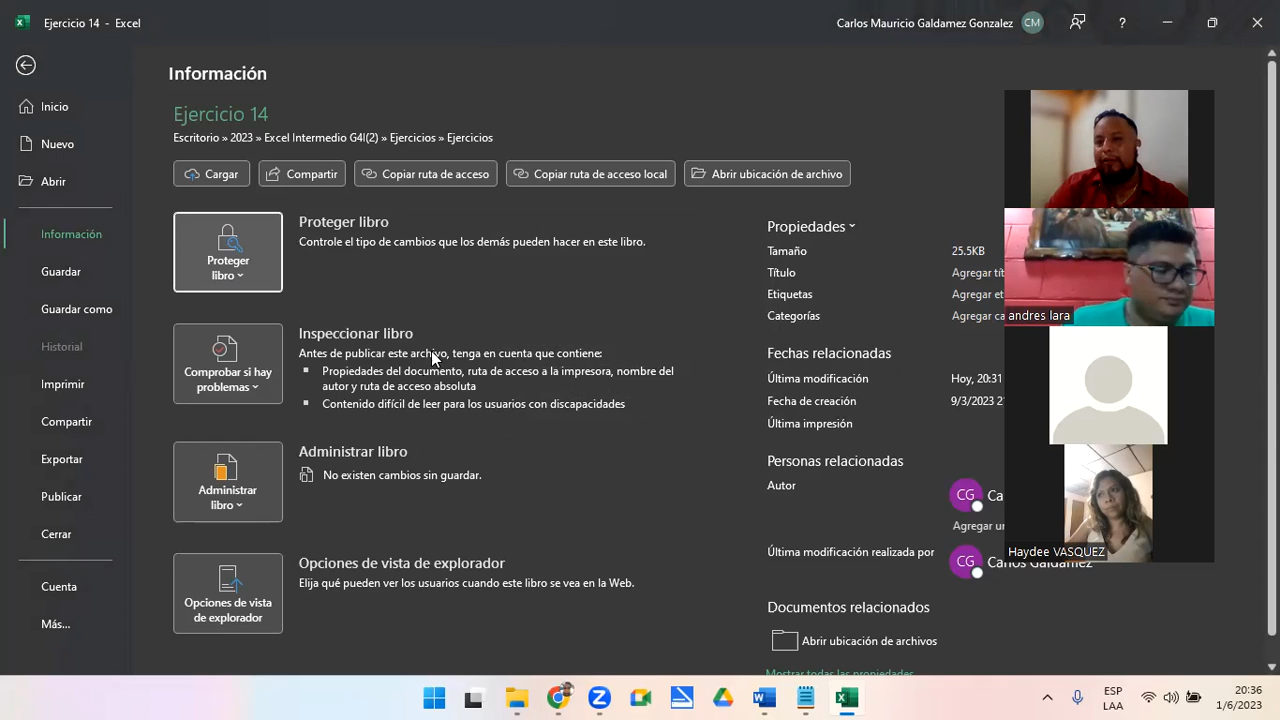 Ejercicio 14 - Excel
Carlos Mauricio Galdamez Gonzalez CM
Información
Ejercicio 14
Escritorio » 2023 » Excel Intermedio G4I(2) » Ejercicios » Ejercicios
Inicio
Nuevo
Abrir
Información
Guardar
Guardar como
Historial
Imprimir
Compartir
Exportar
Publicar
Cerrar
Cuenta
Más...
Cargar
Compartir
Copiar ruta de acceso
Copiar ruta de acceso local
Abrir ubicación de archivo
Proteger
libro
Proteger libro
Controle el tipo de cambios que los demás pueden hacer en este libro.
Comprobar si hay
problemas
Inspeccionar libro
Antes de publicar este archivo, tenga en cuenta que contiene:
Propiedades del documento, ruta de acceso a la impresora, nombre del
autor y ruta de acceso absoluta
Contenido difícil de leer para los usuarios con discapacidades
Administrar
libro
Administrar libro
No existen cambios sin guardar.
Opciones de vista
de explorador
Opciones de vista de explorador
Elija qué pueden ver los usuarios cuando este libro se vea en la Web.
Propiedades
Tamaño 25.5KB
Título Agregar
Etiquetas Agregar
Categorías Agregar
Fechas relacionadas
Última modificación Hoy, 20:31
Fecha de creación 9/3/2023
Última impresión
Personas relacionadas
Autor CG
Agregar
Última modificación realizada por CG Carlos Galdamez
Documentos relacionados
Abrir ubicación de archivos
Mostrar todas las propiedades
andres lara
Haydee VASQUEZ
ESP
LAA
20:36
1/6/2023